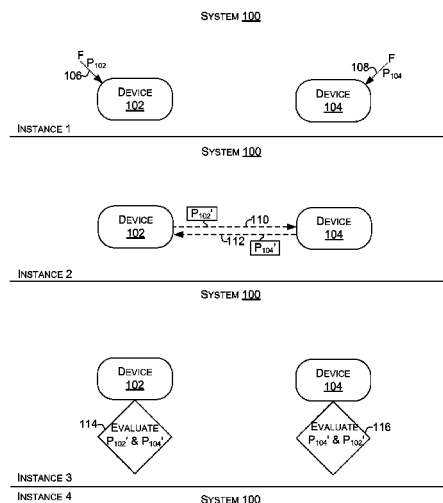 SYSTEM 100
F
P102
106
DEVICE
102
F
108
P104
DEVICE
104
INSTANCE 1
SYSTEM 100
DEVICE
102
P102'
110
112
P104'
DEVICE
104
INSTANCE 2
SYSTEM 100
DEVICE
102
114
EVALUATE
P102' & P104'
DEVICE
104
116
EVALUATE
P104' & P102'
INSTANCE 3
INSTANCE 4
SYSTEM 100